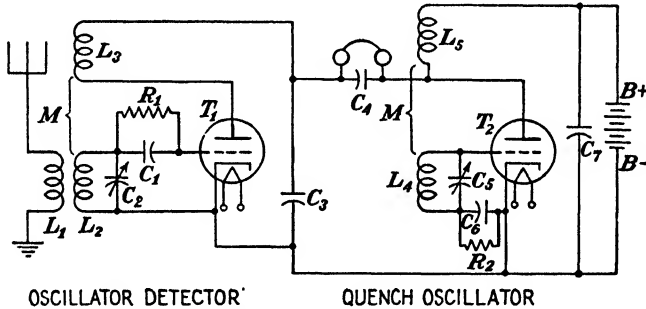 L3
L5
M
R1
T1
C4
M
T2
B+
B-
C7
C1
C2
C3
L4
C5
C6
R2
L1
L2
OSCILLATOR DETECTOR
QUENCH OSCILLATOR